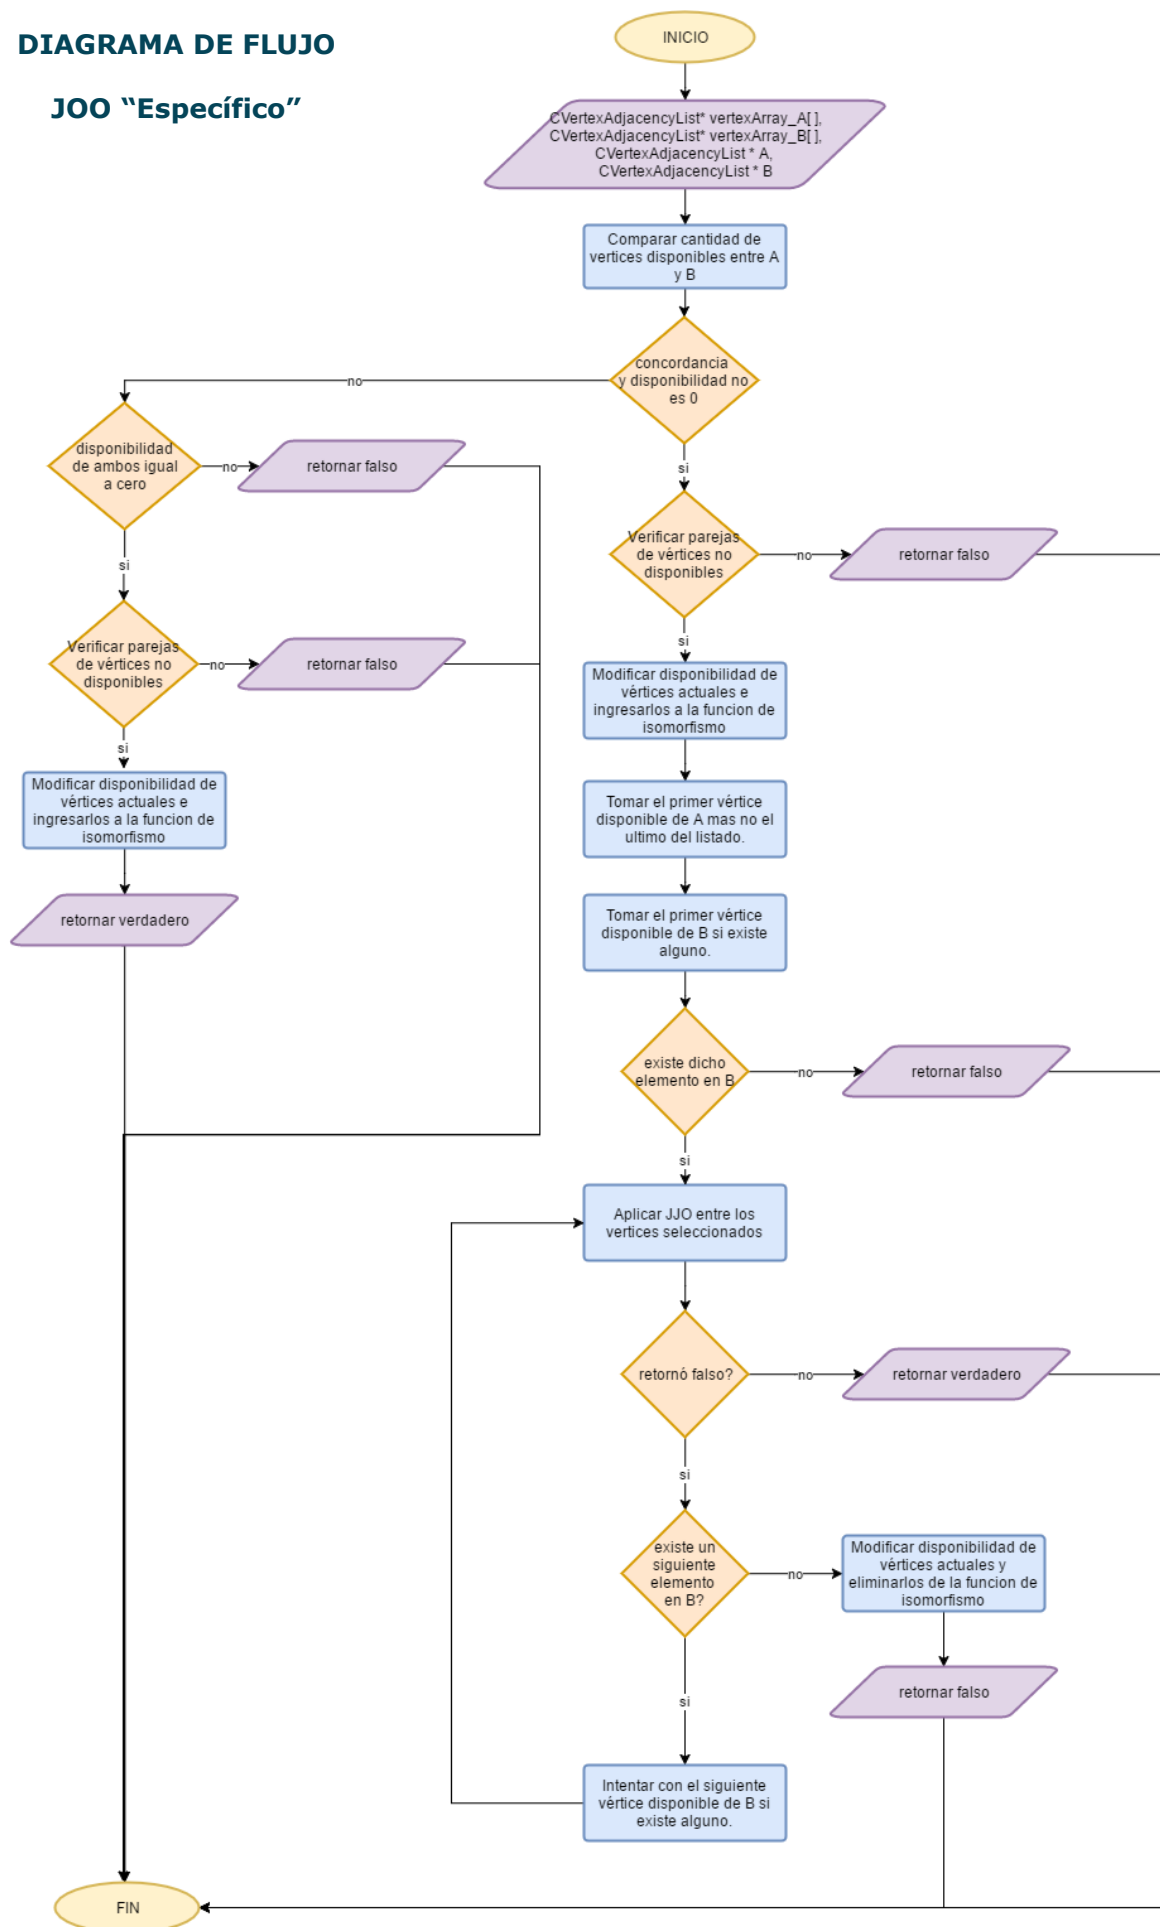 DIAGRAMA DE FLUJO
JOO “Específico”
INICIO
CVertexAdjacencyList* vertexArray_A[ ],
CVertexAdjacencyList* vertexArray_B[ ],
CVertexAdjacencyList * A,
CVertexAdjacencyList * B
Comparar cantidad de
vertices disponibles entre A
y B
concordancia
y disponibilidad no
es 0
no
si
disponibilidad
de ambos igual
a cero
no
retornar falso
si
Verificar parejas
de vértices no
disponibles
no
retornar falso
si
Modificar disponibilidad de
vértices actuales e
ingresarlos a la funcion de
isomorfismo
retornar verdadero
Verificar parejas
de vértices no
disponibles
no
retornar falso
si
Modificar disponibilidad de
vértices actuales e
ingresarlos a la funcion de
isomorfismo
Tomar el primer vértice
disponible de A mas no el
ultimo del listado.
Tomar el primer vértice
disponible de B si existe
alguno.
existe dicho
elemento en B
no
retornar falso
si
Aplicar JJO entre los
vertices seleccionados
retornó falso?
no
retornar verdadero
si
existe un
siguiente
elemento
en B?
no
Modificar disponibilidad de
vértices actuales y
eliminarlos de la funcion de
isomorfismo
retornar falso
si
Intentar con el siguiente
vértice disponible de B si
existe alguno.
FIN